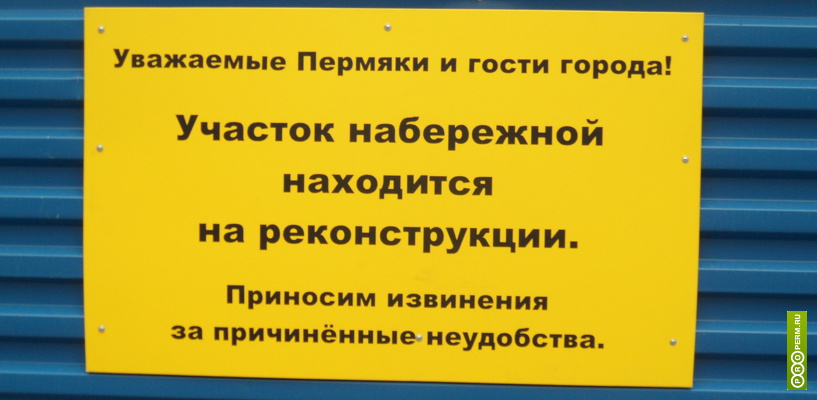 Уважаемые Пермяки и гости города!
Участок набережной
находится
на реконструкции.
Приносим извинения
за причинённые неудобства.
PROPERM.RU